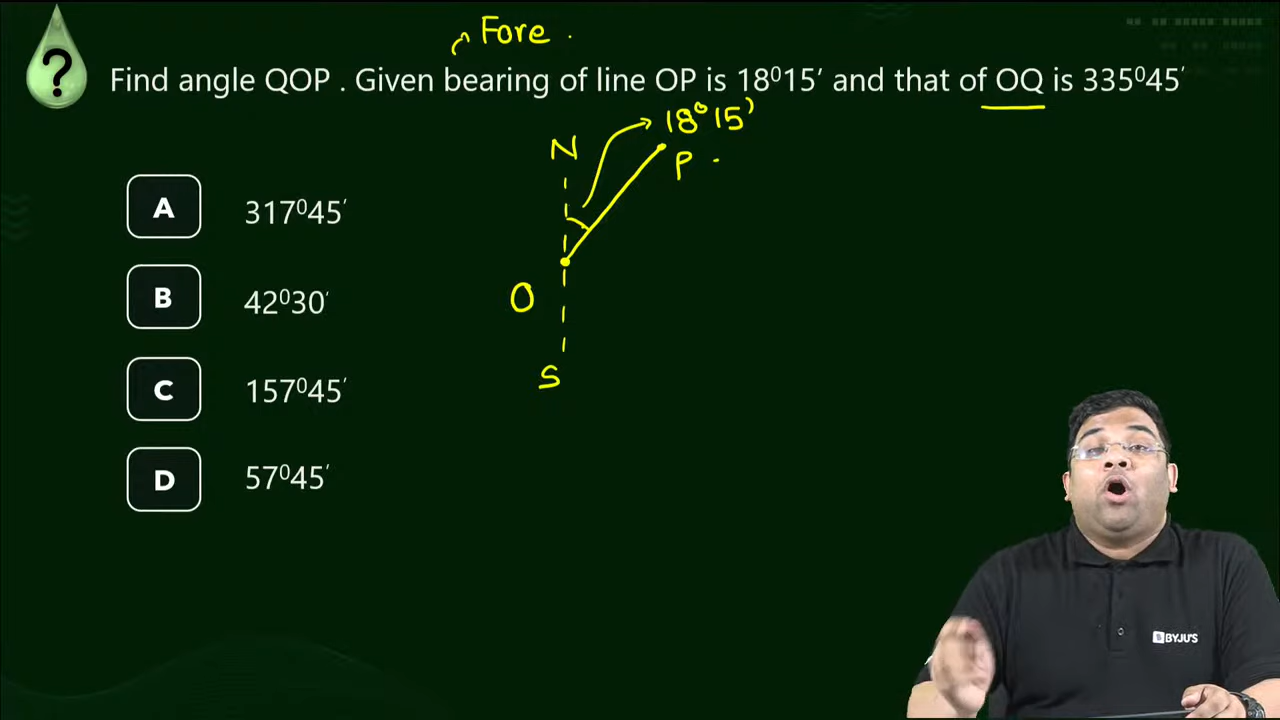 Fore .
?
Find angle QOP . Given bearing of line OP is 18⁰15′ and that of OQ is 335⁰45′
18°15'
N
P
A 317⁰45′
B 42⁰30′
O
C 157⁰45′
S
D 57⁰45′
B BYJU'S